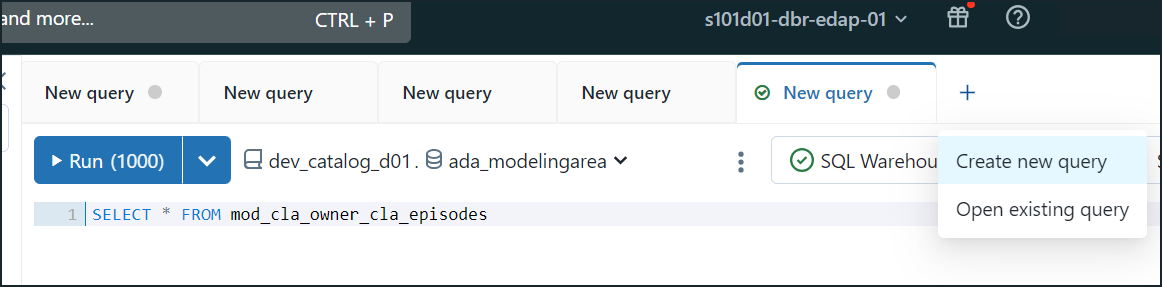 and more... CTRL + P s101d01-dbr-edap-01
New query New query New query New query New query +
Run (1000) dev_catalog_d01 . ada_modelingarea SQL Warehou
Create new query
Open existing query
1 SELECT * FROM mod_cla_owner_cla_episodes